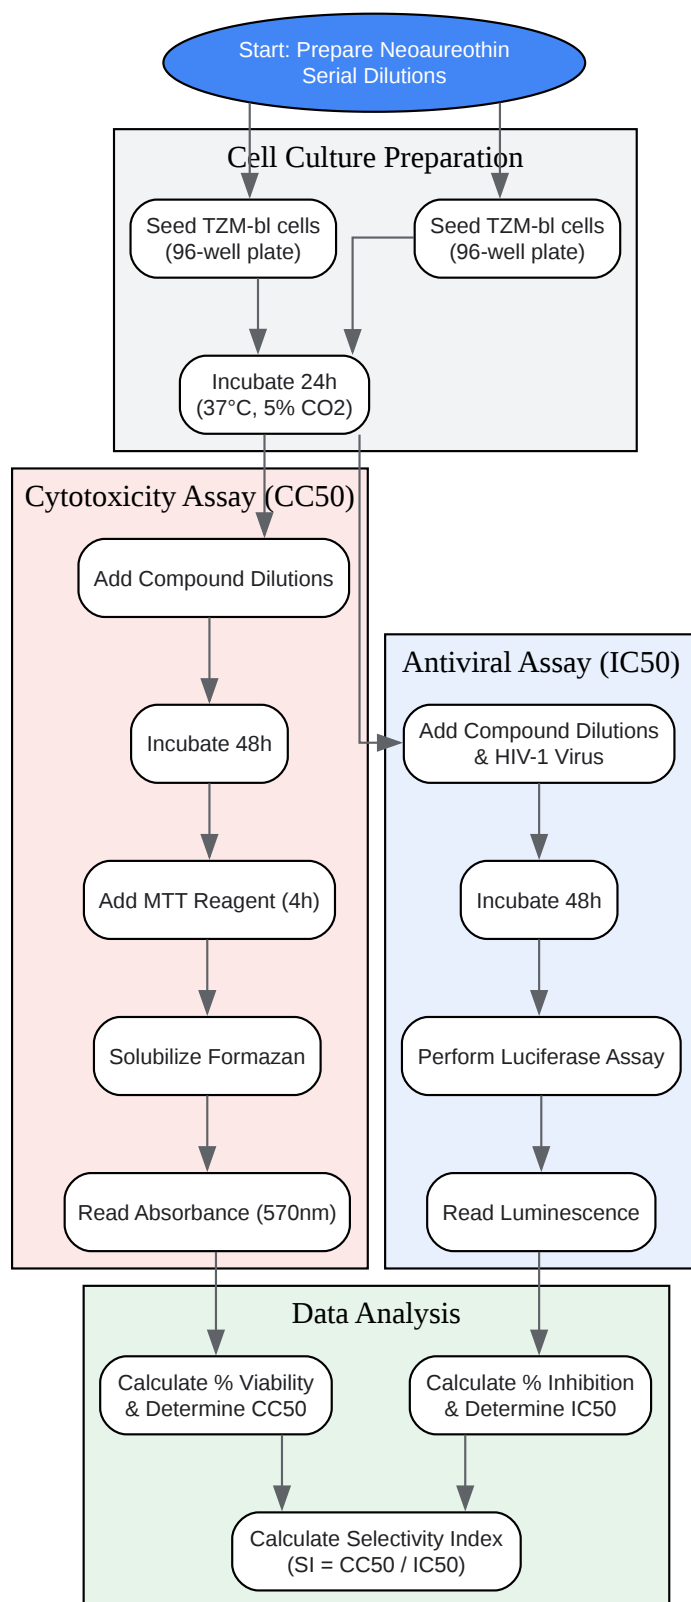 Start: Prepare Neoaureothin
Serial Dilutions
Cell Culture Preparation
Seed TZM-bl cells
(96-well plate)
Seed TZM-bl cells
(96-well plate)
Incubate 24h
(37°C, 5% CO2)
Cytotoxicity Assay (CC50)
Add Compound Dilutions
Incubate 48h
Add MTT Reagent (4h)
Solubilize Formazan
Read Absorbance (570nm)
Antiviral Assay (IC50)
Add Compound Dilutions
& HIV-1 Virus
Incubate 48h
Perform Luciferase Assay
Read Luminescence
Data Analysis
Calculate % Viability
& Determine CC50
Calculate % Inhibition
& Determine IC50
Calculate Selectivity Index
(SI = CC50 / IC50)